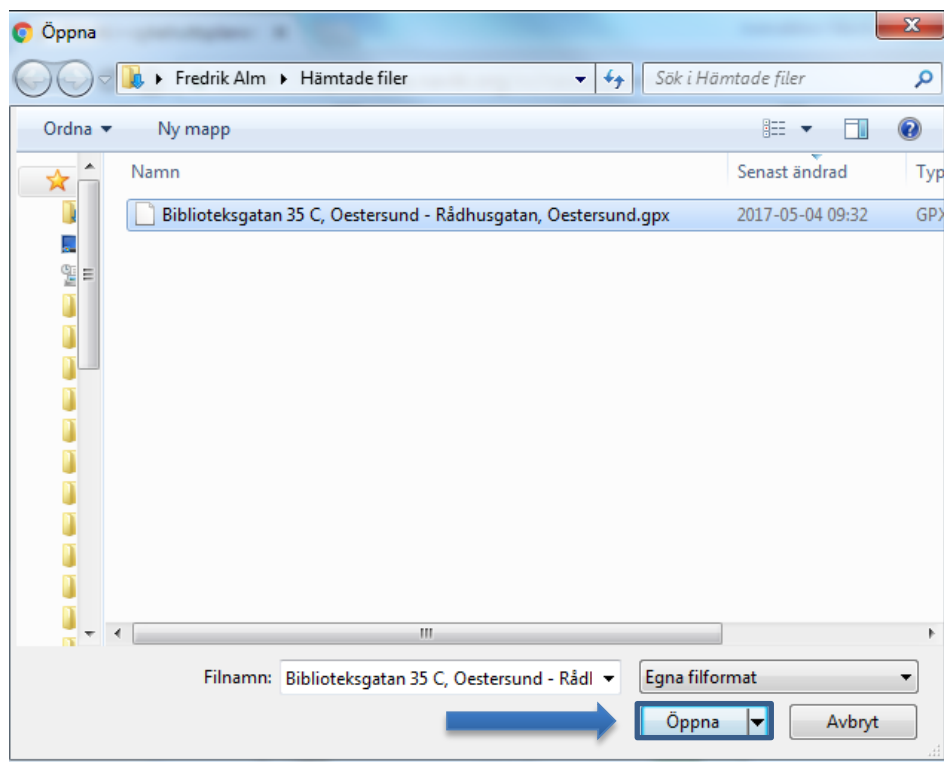 Öppna
Fredrik Alm Hämtade filer Sök i Hämtade filer
Ordna Ny mapp
Namn Senast ändrad Typ
Biblioteksgatan 35 C, Oestersund - Rådhusgatan, Oestersund.gpx 2017-05-04 09:32 GPX
Filnamn: Biblioteksgatan 35 C, Oestersund - Rådl Egna filformat
Öppna Avbryt